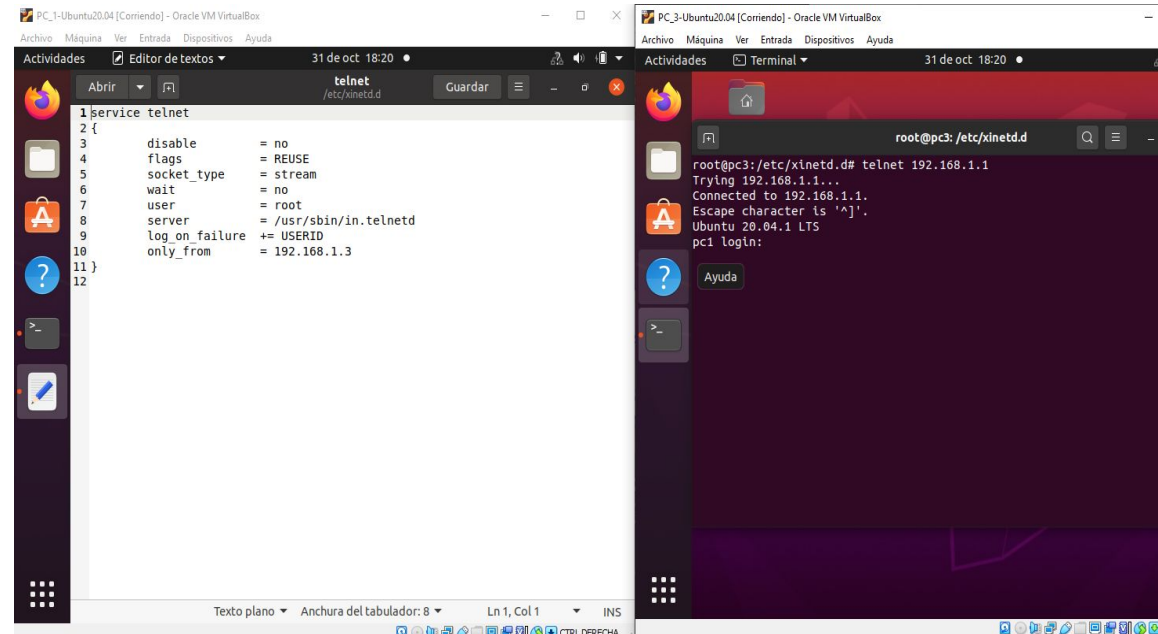 PC_1-Ubuntu20.04 [Corriendo] - Oracle VM VirtualBox
Archivo Máquina Ver Entrada Dispositivos Ayuda
Actividades Editor de textos 31 de oct 18:20
Abrir telnet Guardar
/etc/xinetd.d
1 service telnet
2 {
3 disable = no
4 flags = REUSE
5 socket_type = stream
6 wait = no
7 user = root
8 server = /usr/sbin/in.telnetd
9 log_on_failure += USERID
10 only_from = 192.168.1.3
11 }
12
Texto plano Anchura del tabulador: 8 Ln 1, Col 1 INS
CTRL DERECHA
PC_3-Ubuntu20.04 [Corriendo] - Oracle VM VirtualBox
Archivo Máquina Ver Entrada Dispositivos Ayuda
Actividades Terminal 31 de oct 18:20
root@pc3: /etc/xinetd.d
root@pc3:/etc/xinetd.d# telnet 192.168.1.1
Trying 192.168.1.1...
Connected to 192.168.1.1.
Escape character is '^]'.
Ubuntu 20.04.1 LTS
pc1 login:
Ayuda